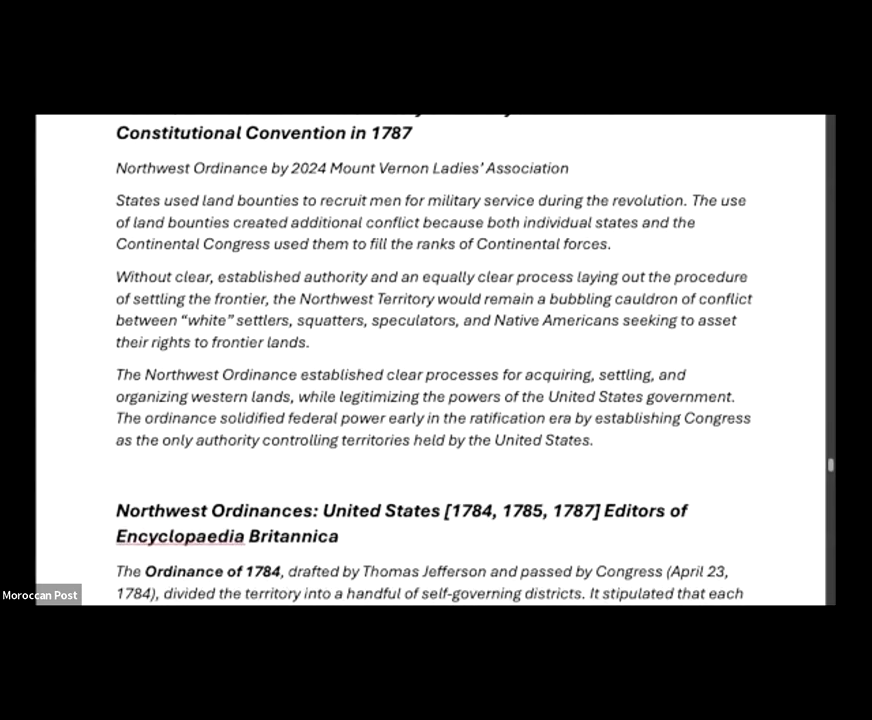 Constitutional Convention in 1787
Northwest Ordinance by 2024 Mount Vernon Ladies' Association
States used land bounties to recruit men for military service during the revolution. The use
of land bounties created additional conflict because both individual states and the
Continental Congress used them to fill the ranks of Continental forces.
Without clear, established authority and an equally clear process laying out the procedure
of settling the frontier, the Northwest Territory would remain a bubbling cauldron of conflict
between “white” settlers, squatters, speculators, and Native Americans seeking to asset
their rights to frontier lands.
The Northwest Ordinance established clear processes for acquiring, settling, and
organizing western lands, while legitimizing the powers of the United States government.
The ordinance solidified federal power early in the ratification era by establishing Congress
as the only authority controlling territories held by the United States.
Northwest Ordinances: United States [1784, 1785, 1787] Editors of
Encyclopaedia Britannica
The Ordinance of 1784, drafted by Thomas Jefferson and passed by Congress (April 23,
1784), divided the territory into a handful of self-governing districts. It stipulated that each
Moroccan Post